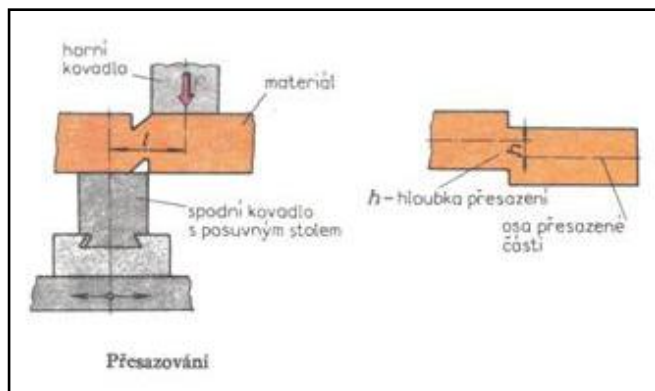 horní
kovadlo
F
materiál
l
spodní kovadlo
s posuvným stolem
h
h-hloubka přesazení
osa přesazené
části
Přesazování